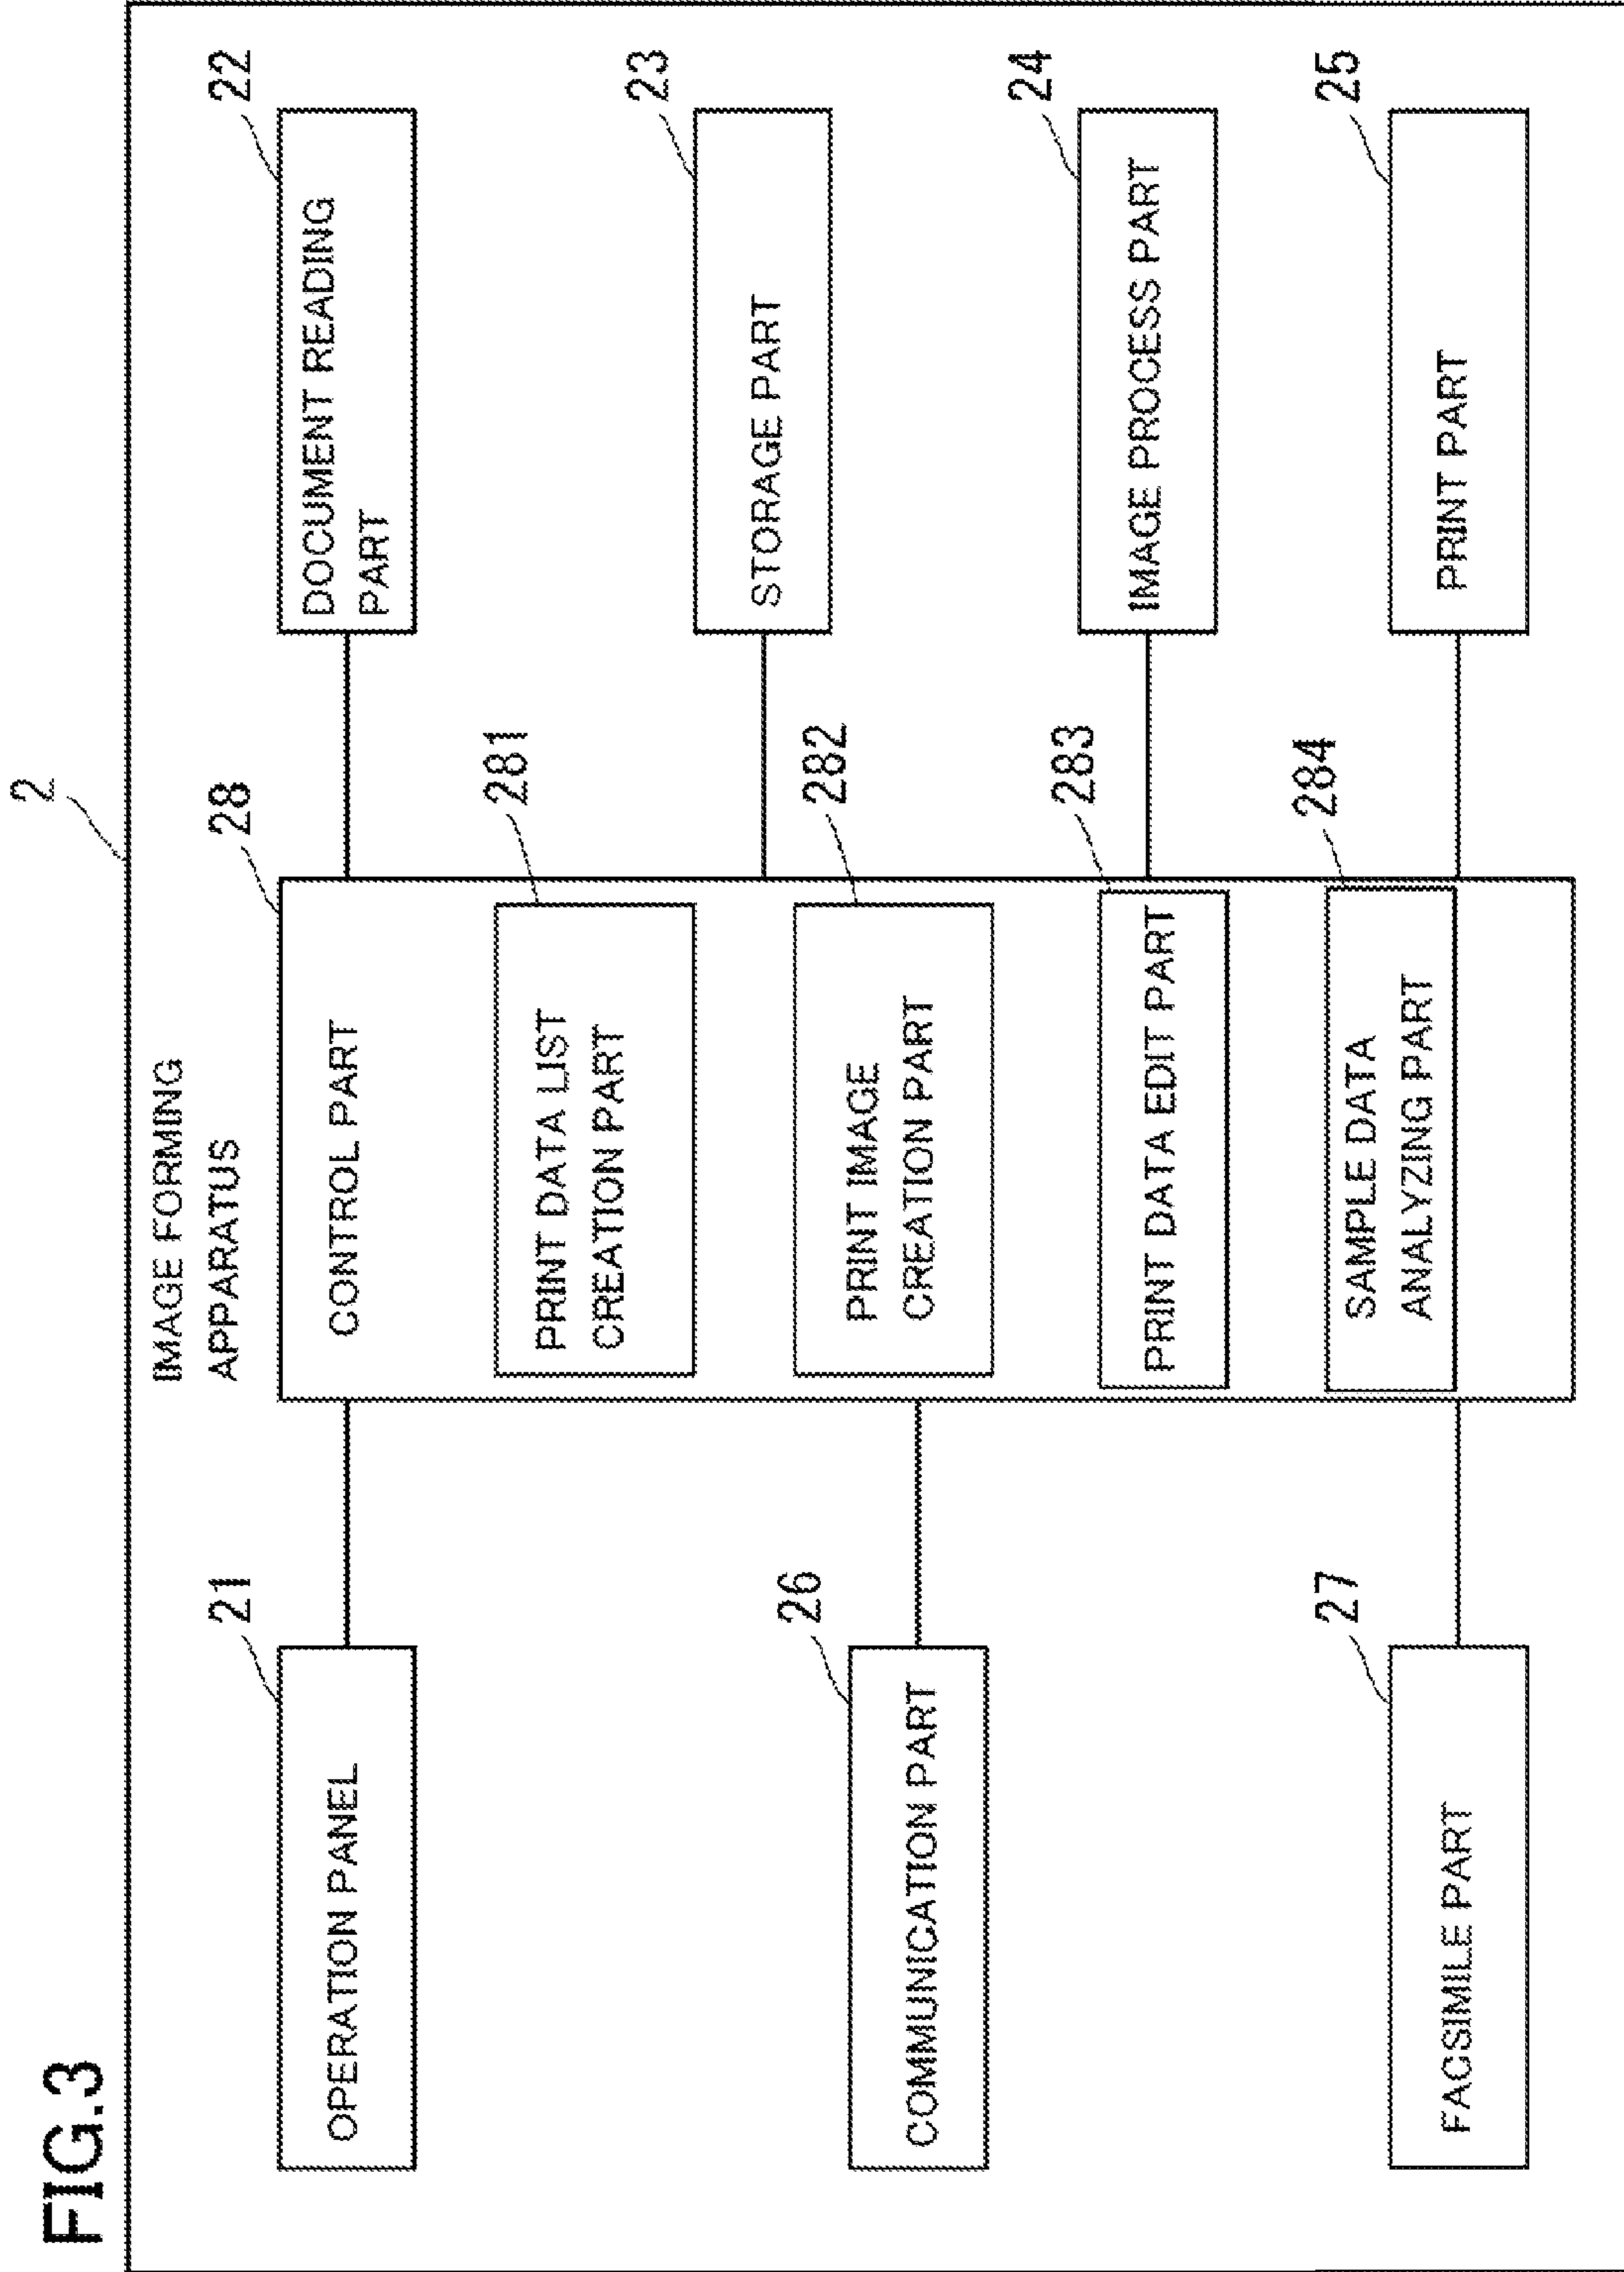 FIG.3
2
IMAGE FORMING
APPARATUS
21
OPERATION PANEL
26
COMMUNICATION PART
27
FACSIMILE PART
28
CONTROL PART
281
PRINT DATA LIST
CREATION PART
282
PRINT IMAGE
CREATION PART
283
PRINT DATA EDIT PART
284
SAMPLE DATA
ANALYZING PART
22
DOCUMENT READING
PART
23
STORAGE PART
24
IMAGE PROCESS PART
25
PRINT PART